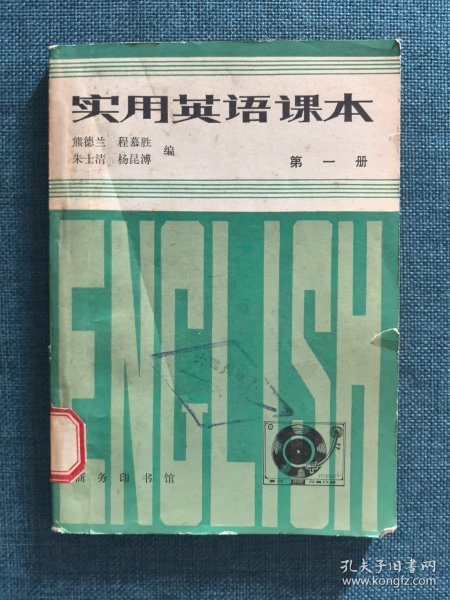 实用英语课本
熊德兰 程慕胜
朱士清 杨昆溥 编
第一册
ENGLISH
商务印书馆
孔夫子旧书网
www.kongfz.com